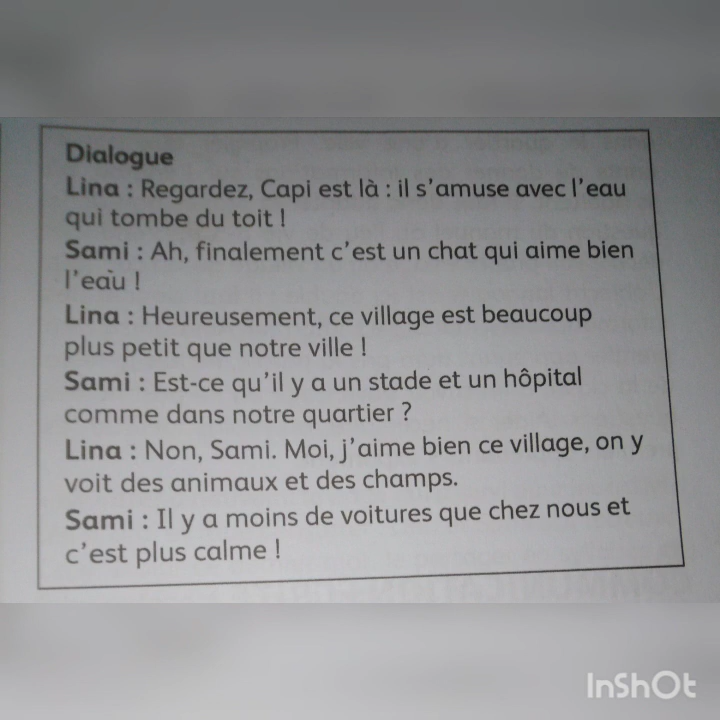 Dialogue
Lina : Regardez, Capi est là : il s'amuse avec l'eau
qui tombe du toit !
Sami : Ah, finalement c'est un chat qui aime bien
l'eau !
Lina : Heureusement, ce village est beaucoup
plus petit que notre ville !
Sami : Est-ce qu'il y a un stade et un hôpital
comme dans notre quartier ?
Lina : Non, Sami. Moi, j'aime bien ce village, on y
voit des animaux et des champs.
Sami : Il y a moins de voitures que chez nous et
c'est plus calme !
InShOt